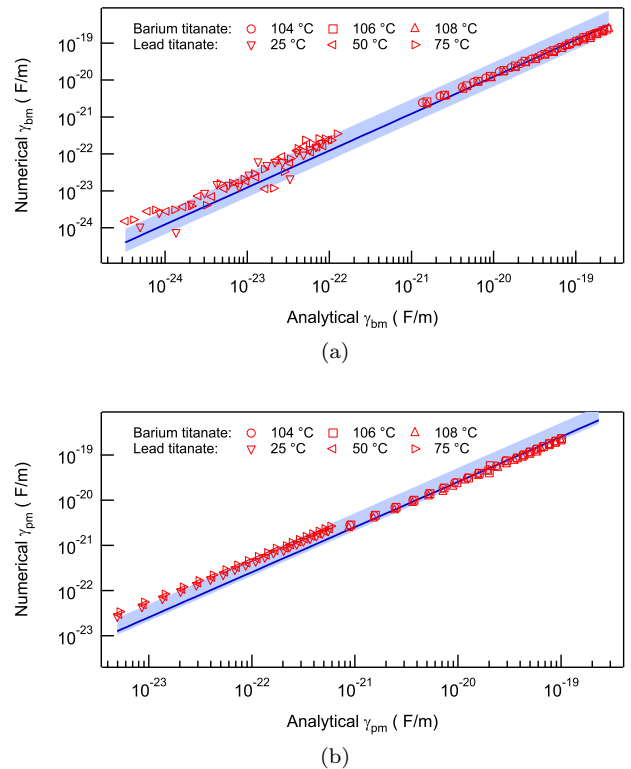 Barium titanate: 104 °C 106 °C 108 °C
Lead titanate: 25 °C 50 °C 75 °C
10-19
10-20
10-21
10-22
10-23
10-24
Numerical γbm ( F/m)
10-24 10-23 10-22 10-21 10-20 10-19
Analytical γbm ( F/m)
(a)
Barium titanate: 104 °C 106 °C 108 °C
Lead titanate: 25 °C 50 °C 75 °C
10-19
10-20
10-21
10-22
10-23
Numerical γpm ( F/m)
10-23 10-22 10-21 10-20 10-19
Analytical γpm ( F/m)
(b)